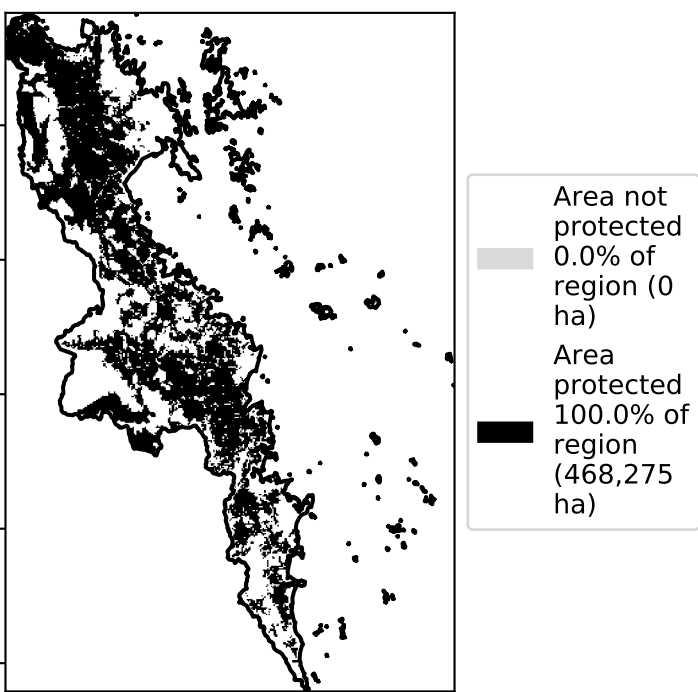 Area not
protected
0.0% of
region (0
ha)
Area
protected
100.0% of
region
(468,275
ha)